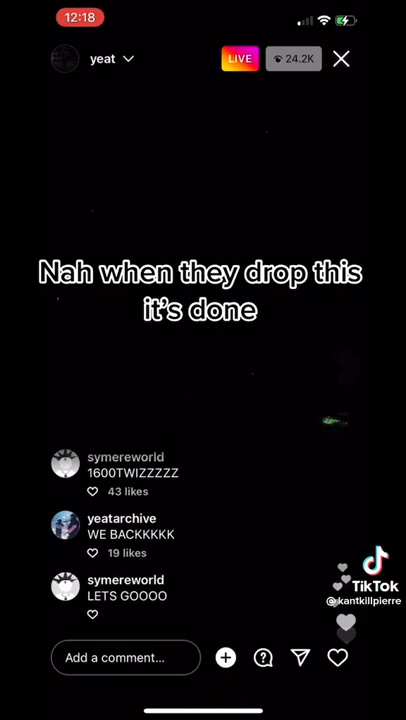 12:18
yeat
LIVE
24.2K
Nah when they drop this
it's done
symereworld
1600TWIZZZZZ
43 likes
yeatarchive
WE BACKKKKK
19 likes
symereworld
LETS GOOOO
TikTok
@kantkillpierre
Add a comment...